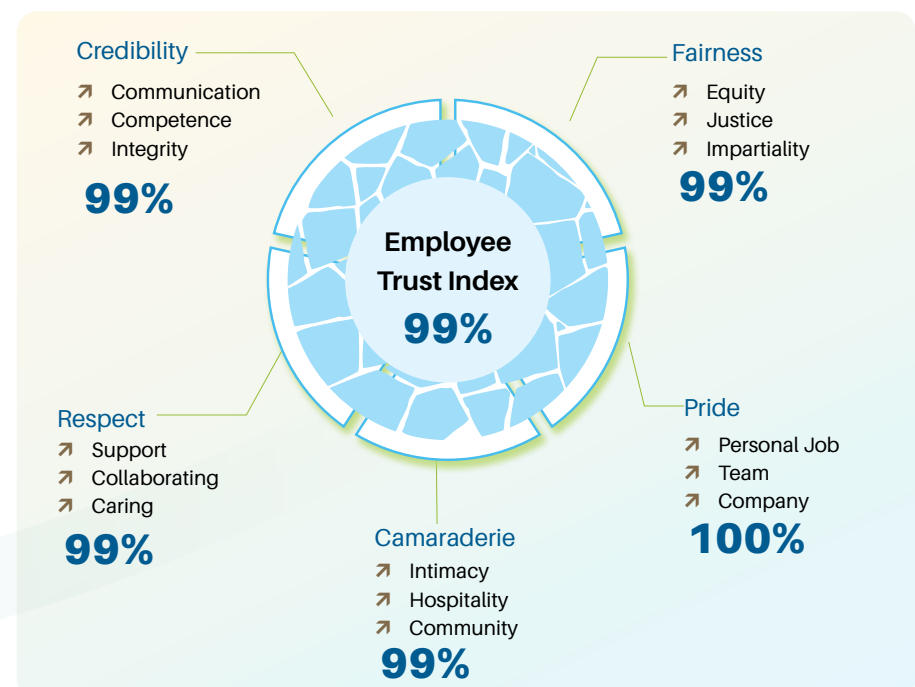 Credibility
Communication
Competence
Integrity
99%
Fairness
Equity
Justice
Impartiality
99%
Employee
Trust Index
99%
Respect
Support
Collaborating
Caring
99%
Camaraderie
Intimacy
Hospitality
Community
99%
Pride
Personal Job
Team
Company
100%